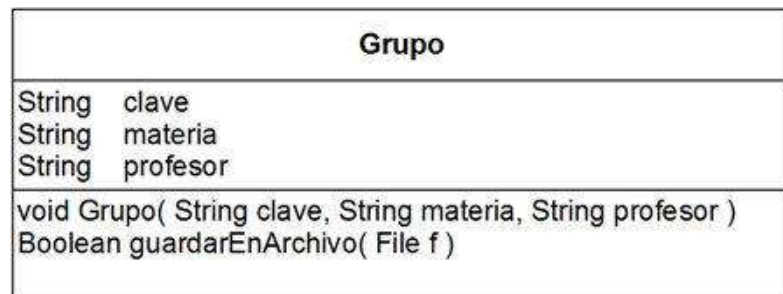 Grupo
String clave
String materia
String profesor
void Grupo( String clave, String materia, String profesor )
Boolean guardarEnArchivo( File f )